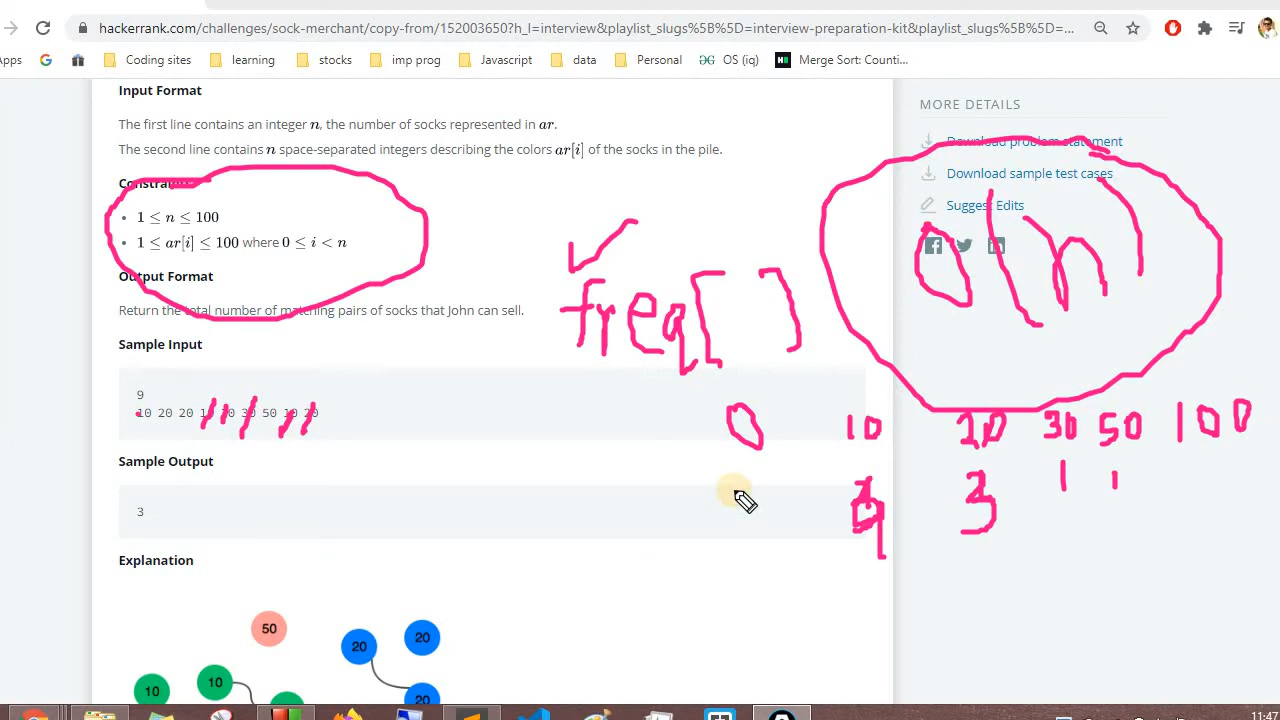 hackerrank.com/challenges/sock-merchant/copy-from/152003650?h_l=interview&playlist_slugs%5B%5D=interview-preparation-kit&playlist_slugs%5B%5D=...
Apps G Coding sites learning stocks imp prog Javascript data Personal OS (iq) Merge Sort: Counti...
Input Format
The first line contains an integer n, the number of socks represented in ar.
The second line contains n space-separated integers describing the colors ar[i] of the socks in the pile.
Constraints
1 ≤ n ≤ 100
1 ≤ ar[i] ≤ 100 where 0 ≤ i < n
Output Format
Return the total number of matching pairs of socks that John can sell.
Sample Input
9
10 20 20 10 10 30 50 10 20
Sample Output
3
Explanation
50
20
20
10
10
20
MORE DETAILS
Download problem statement
Download sample test cases
Suggest Edits
O(n)
freq[ ]
0 10 20 30 50 100
4 3 1 1
11:47